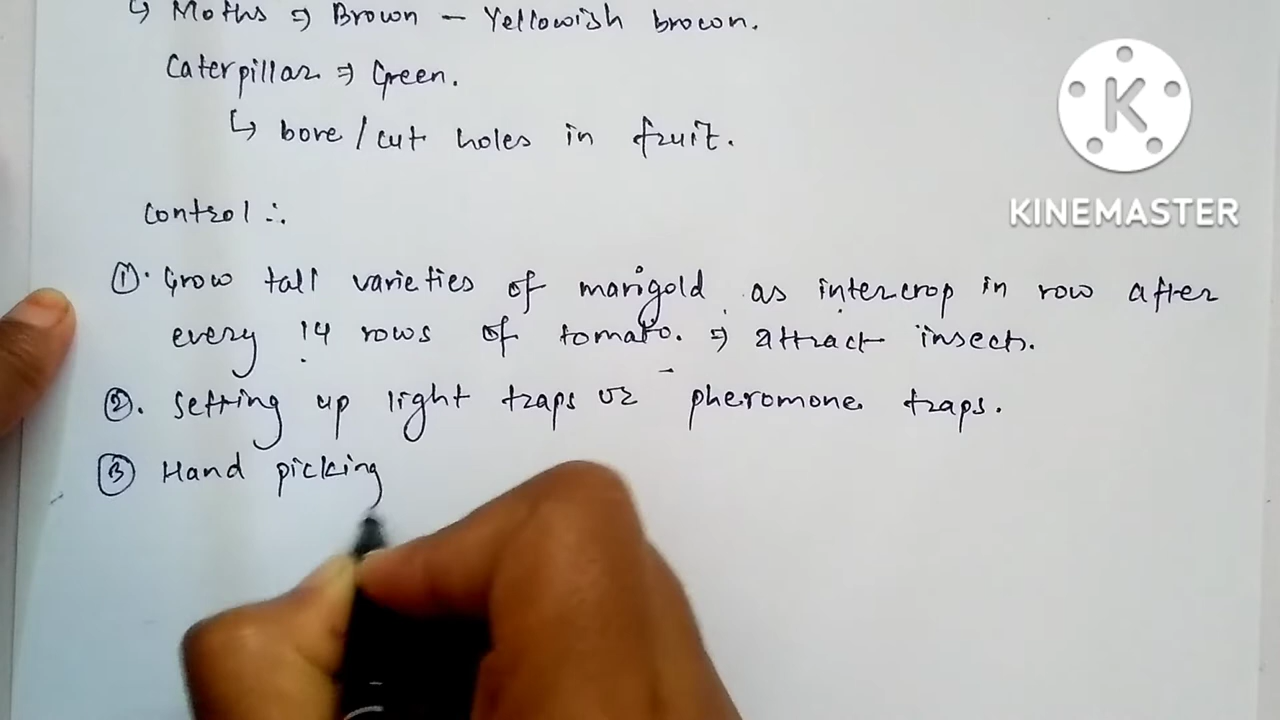 ↳ Moths ⇒ Brown - Yellowish brown.
Caterpillar ⇒ Green.
↳ bore / cut holes in fruit.
Control :.
①. Grow tall varieties of marigold as intercrop in row after
every 14 rows of tomato. ⇒ attract insects.
②. Setting up light traps or pheromone traps.
③ Hand picking
K
KINEMASTER